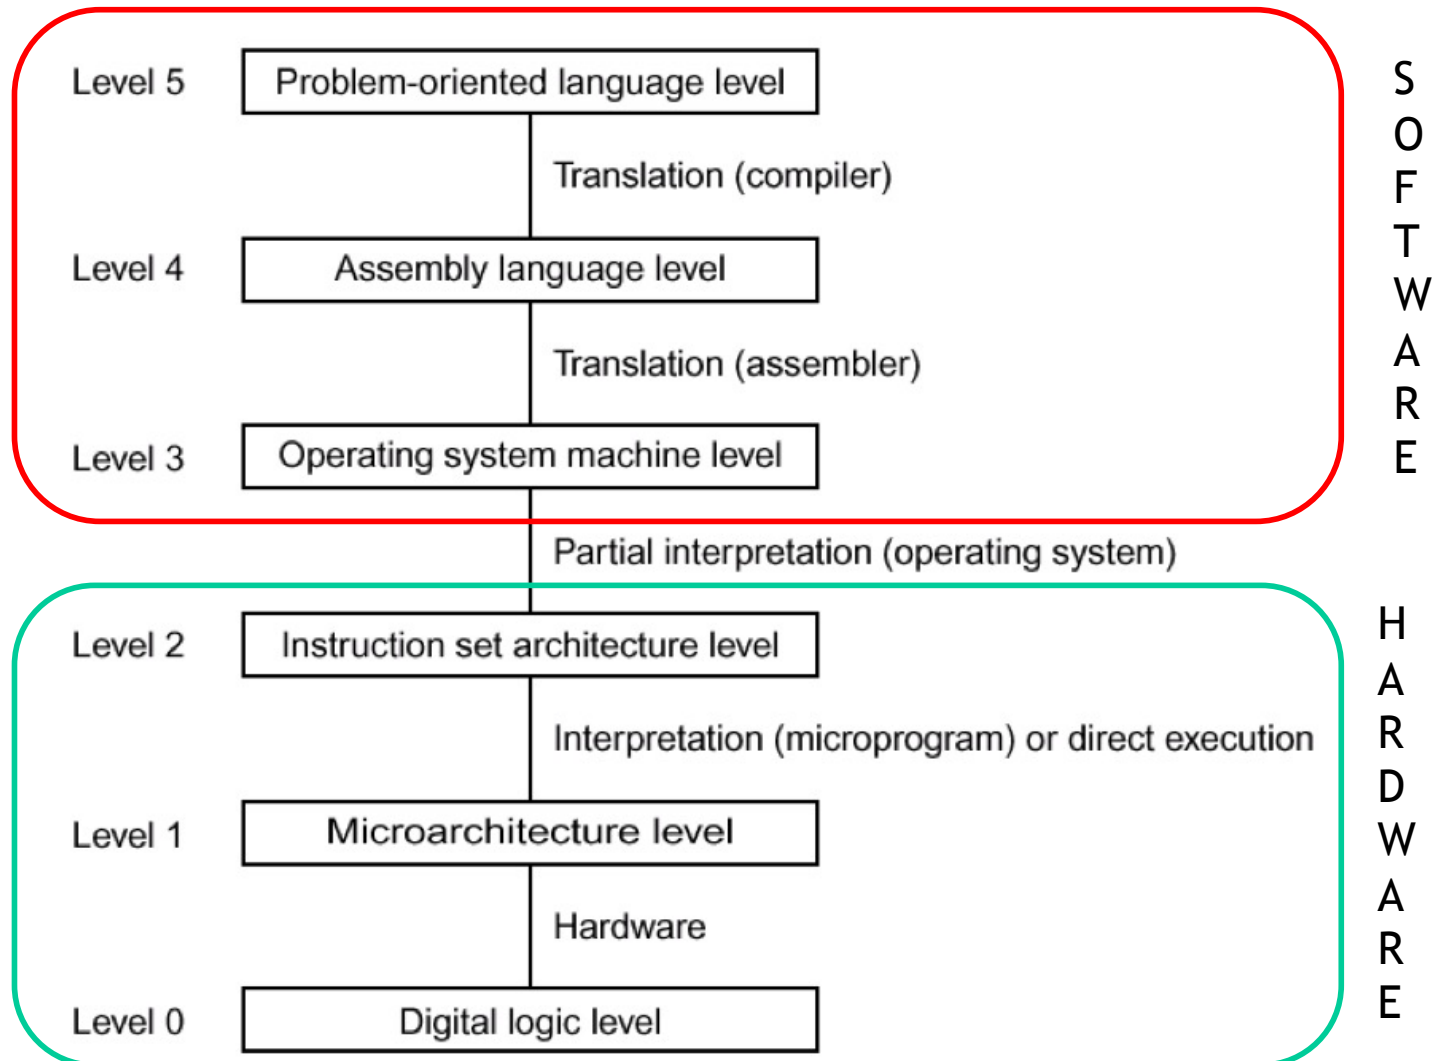 Level 5 Problem-oriented language level
Translation (compiler)
Level 4 Assembly language level
Translation (assembler)
Level 3 Operating system machine level
SOFTWARE
Partial interpretation (operating system)
Level 2 Instruction set architecture level
Interpretation (microprogram) or direct execution
Level 1 Microarchitecture level
Hardware
Level 0 Digital logic level
HARDWARE